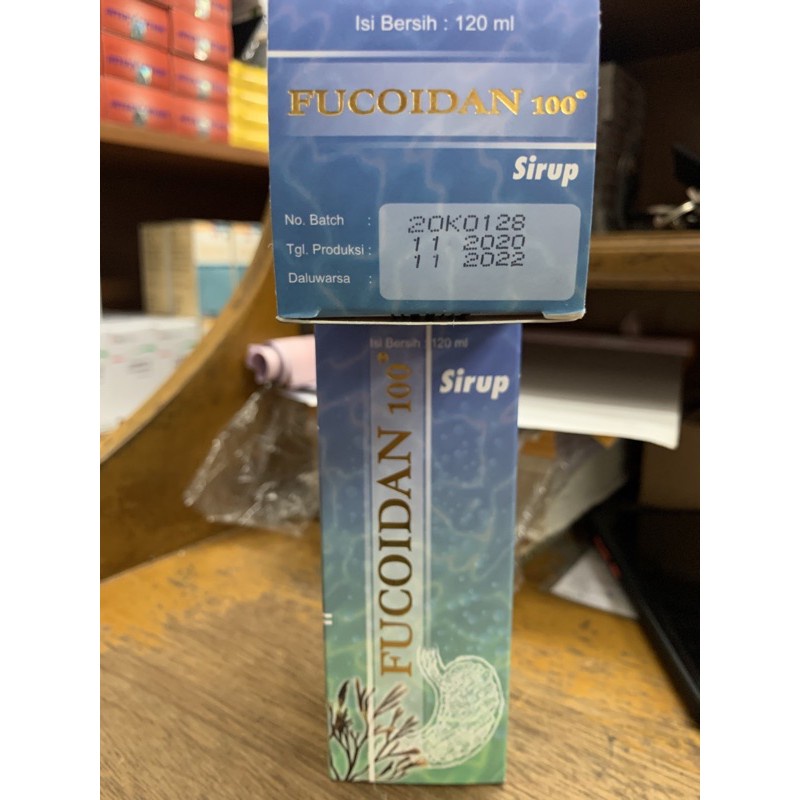 Isi Bersih : 120 ml
FUCOIDAN 100
Sirup
No. Batch : 20K0128
Tgl. Produksi : 11 2020
Daluwarsa : 11 2022
Isi Bersih : 120 ml
Sirup
FUCOIDAN 100